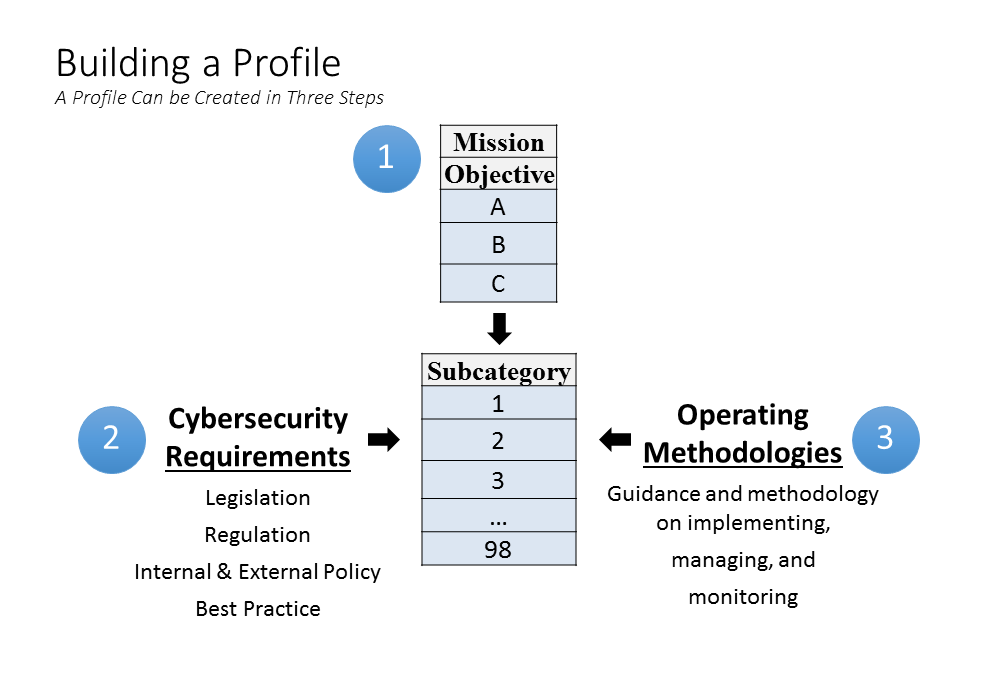 Building a Profile
A Profile Can be Created in Three Steps
1
Mission
Objective
A
B
C
Subcategory
1
2
3
...
98
2
Cybersecurity
Requirements
Legislation
Regulation
Internal & External Policy
Best Practice
3
Operating
Methodologies
Guidance and methodology
on implementing,
managing, and
monitoring